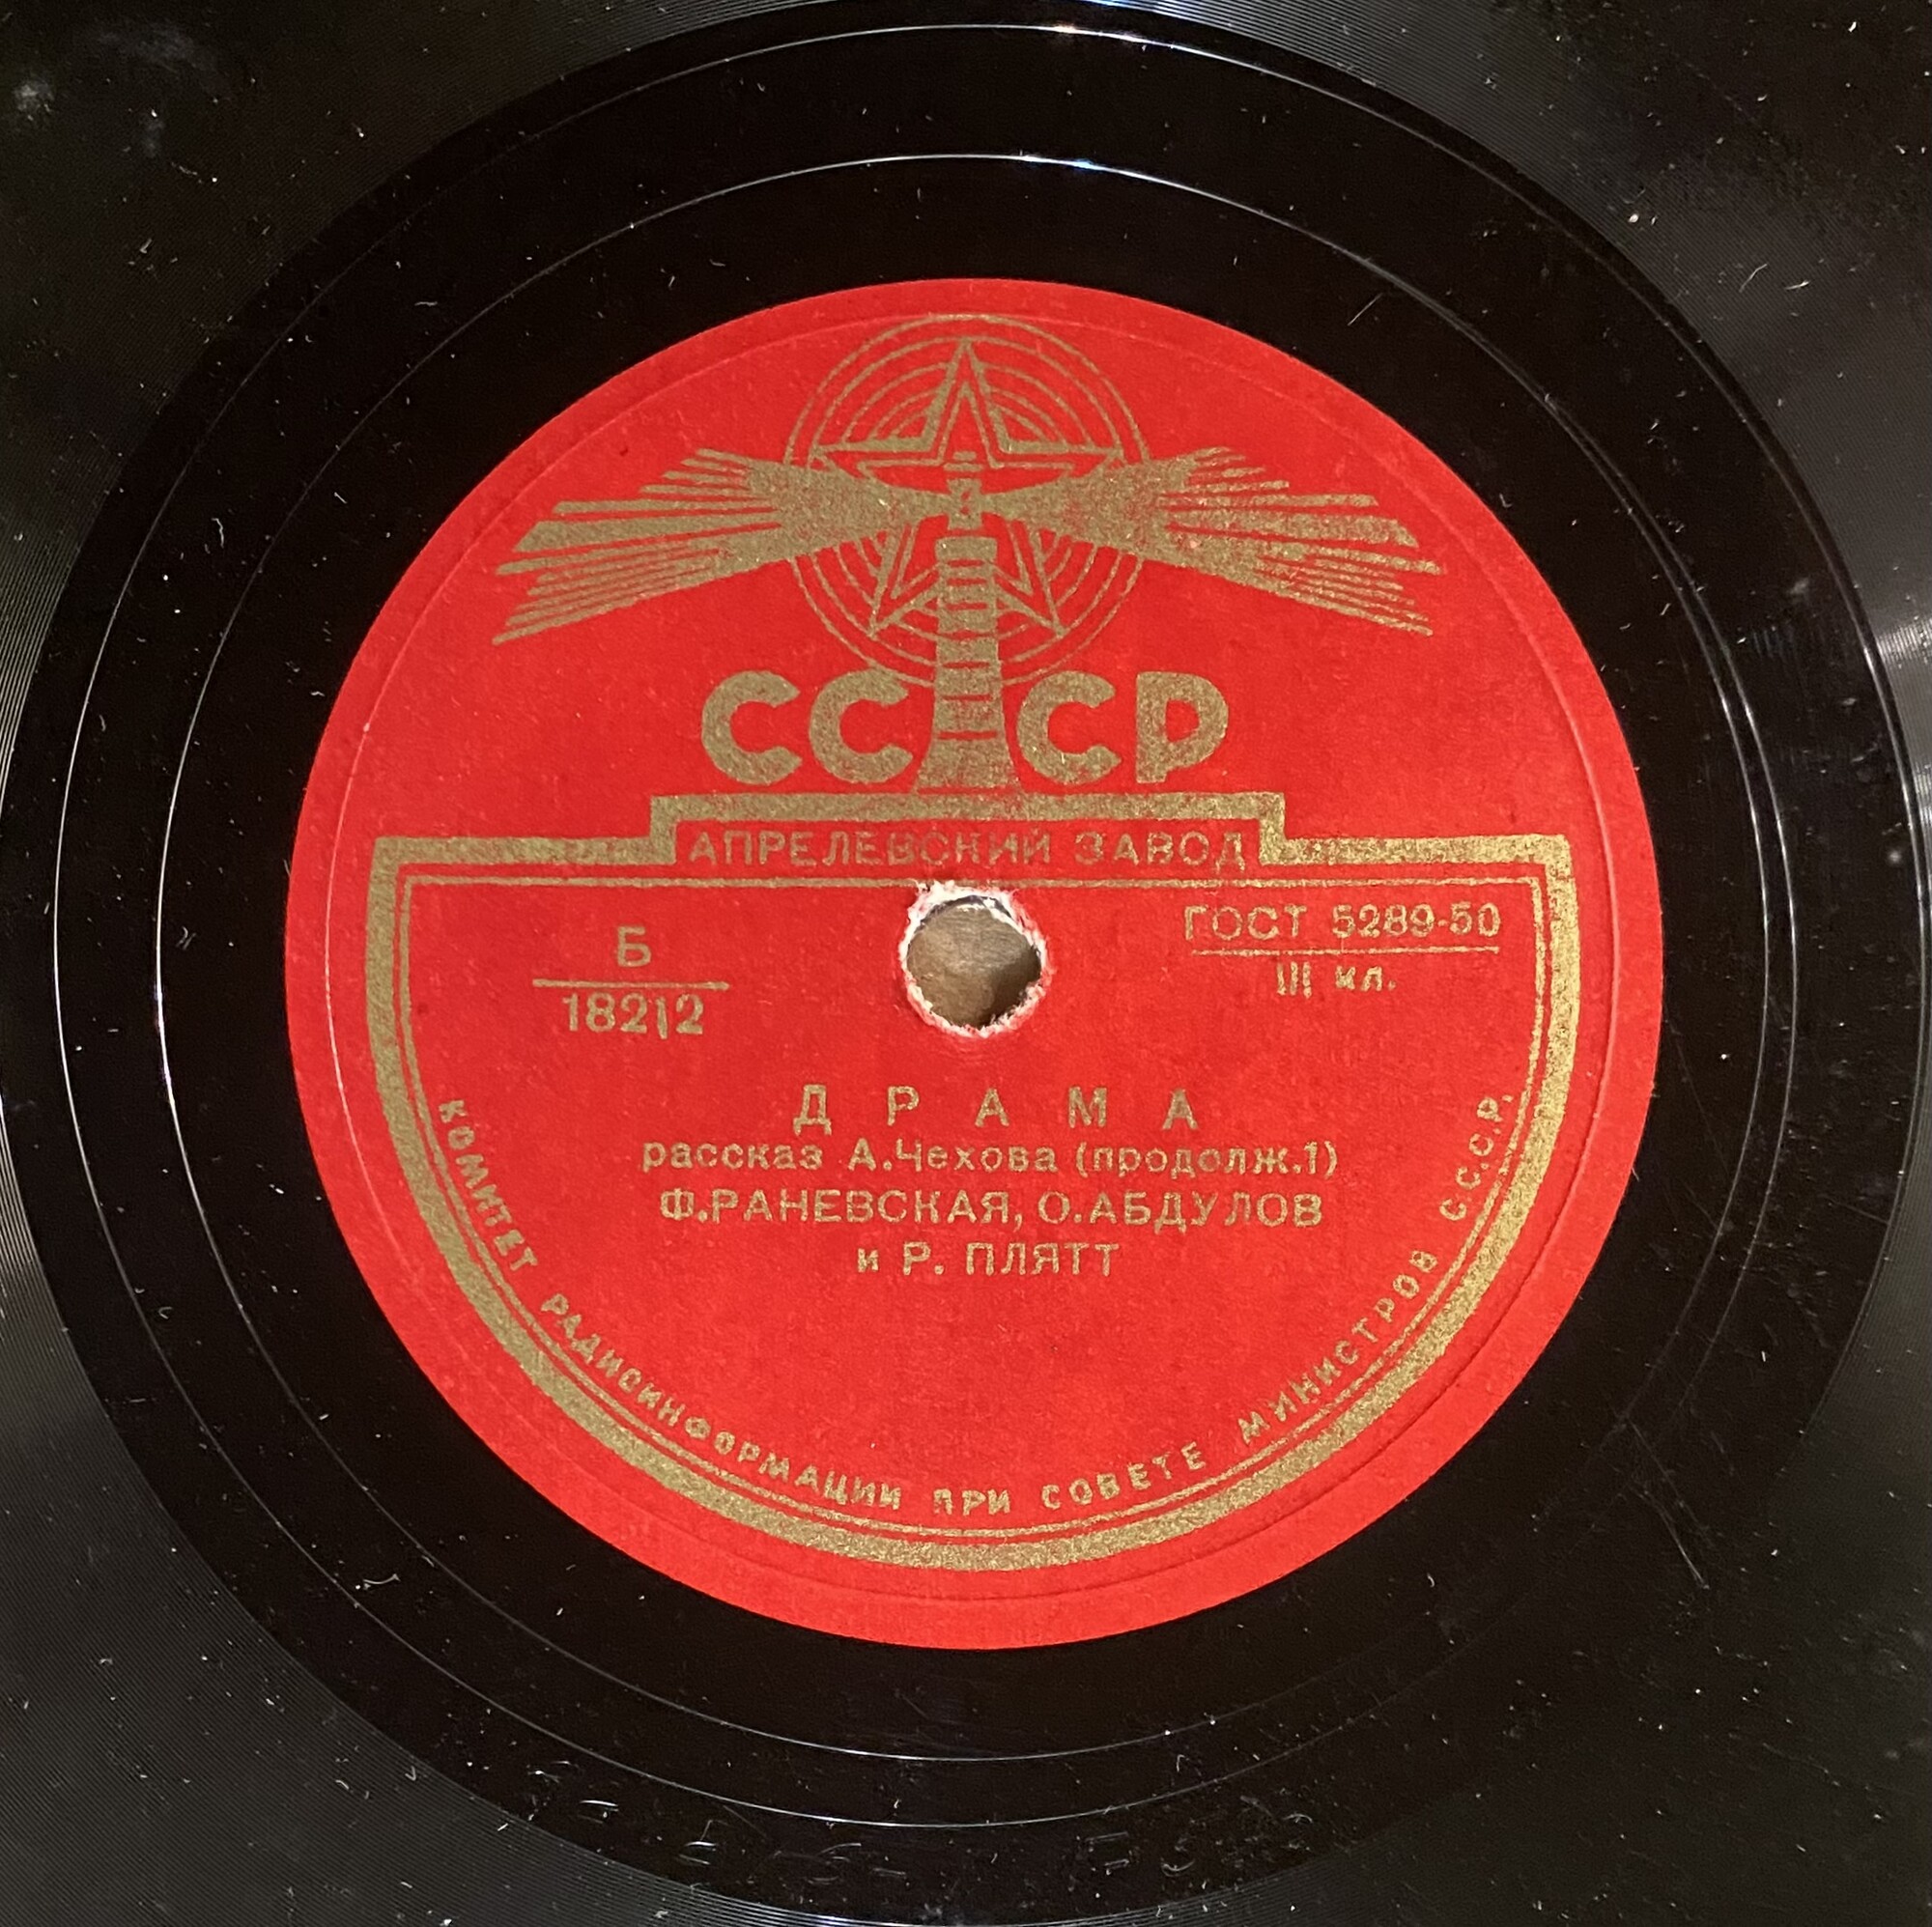 СССР
АПРЕЛЕВСКИЙ ЗАВОД
Б
18212
ГОСТ 5289-50
III кл.
ДРАМА
рассказ А.Чехова (продолж.1)
Ф.РАНЕВСКАЯ, О.АБДУЛОВ
и Р. ПЛЯТТ
КОМИТЕТ РАДИОИНФОРМАЦИИ ПРИ СОВЕТЕ МИНИСТРОВ С.С.С.Р.